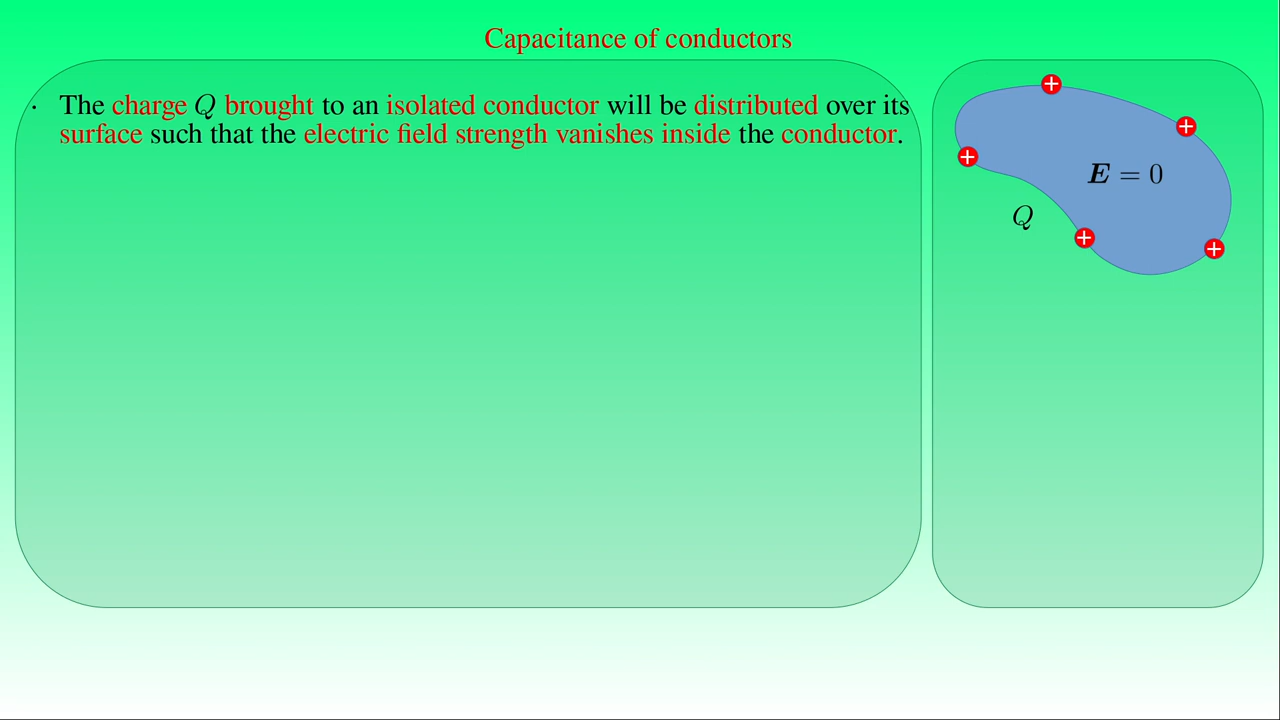 Capacitance of conductors
· The charge Q brought to an isolated conductor will be distributed over its
surface such that the electric field strength vanishes inside the conductor.
+
+
+
E = 0
Q
+
+